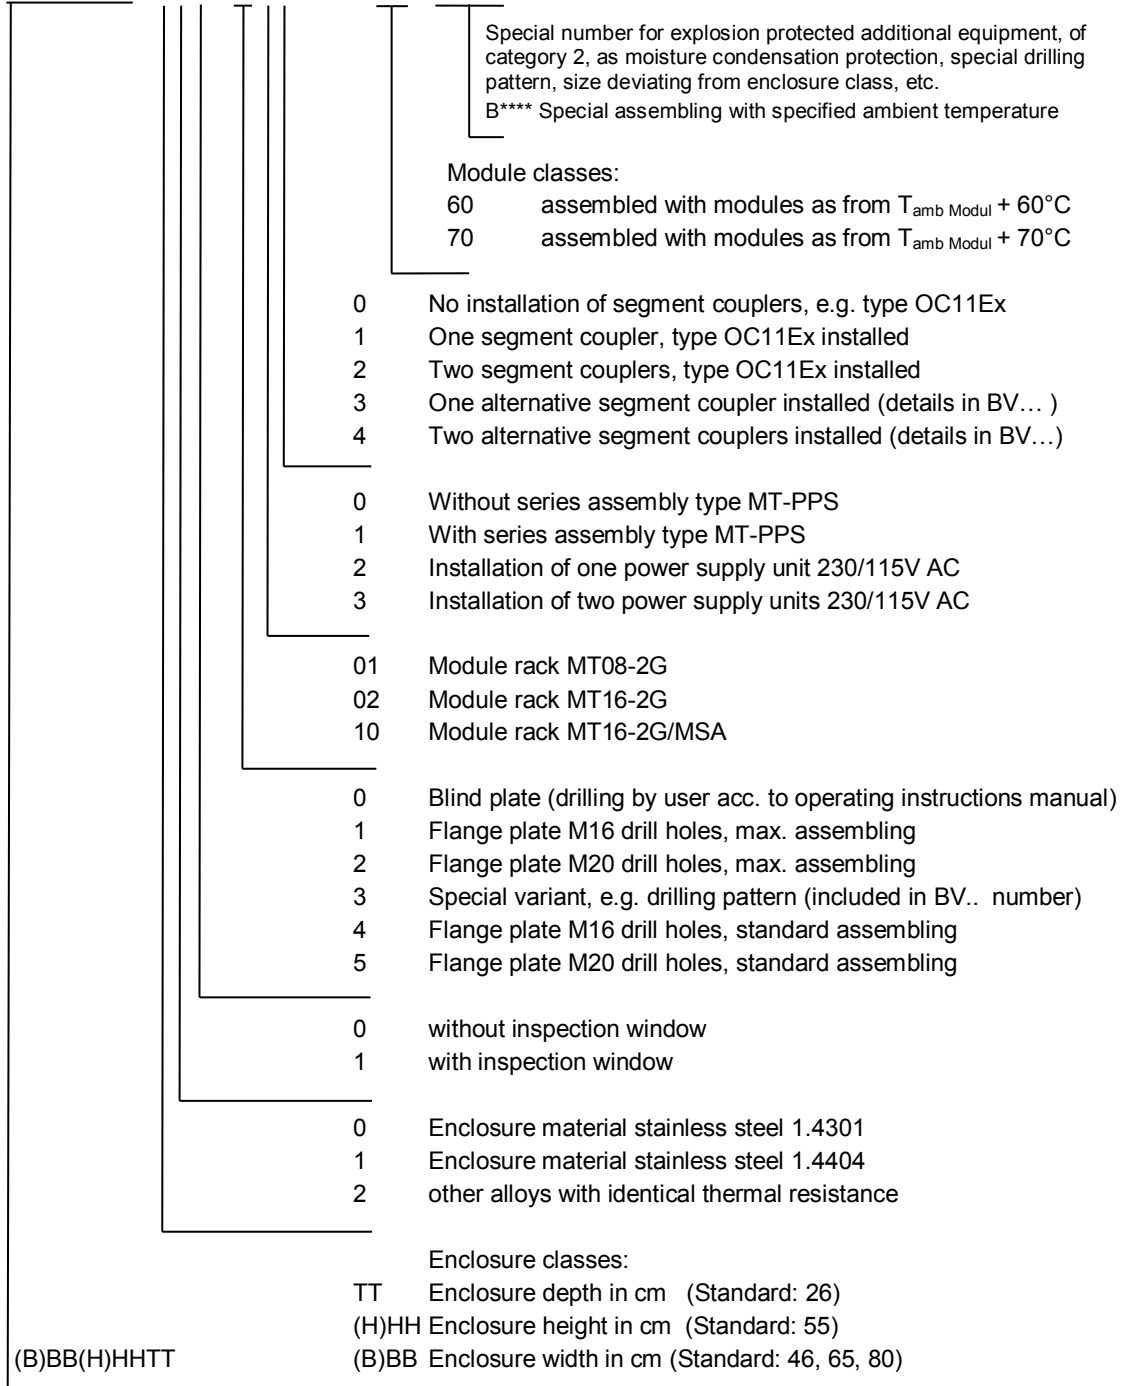 Special number for explosion protected additional equipment, of
category 2, as moisture condensation protection, special drilling
pattern, size deviating from enclosure class, etc.
B**** Special assembling with specified ambient temperature
Module classes:
60 assembled with modules as from Tamb Modul + 60°C
70 assembled with modules as from Tamb Modul + 70°C
0 No installation of segment couplers, e.g. type OC11Ex
1 One segment coupler, type OC11Ex installed
2 Two segment couplers, type OC11Ex installed
3 One alternative segment coupler installed (details in BV… )
4 Two alternative segment couplers installed (details in BV…)
0 Without series assembly type MT-PPS
1 With series assembly type MT-PPS
2 Installation of one power supply unit 230/115V AC
3 Installation of two power supply units 230/115V AC
01 Module rack MT08-2G
02 Module rack MT16-2G
10 Module rack MT16-2G/MSA
0 Blind plate (drilling by user acc. to operating instructions manual)
1 Flange plate M16 drill holes, max. assembling
2 Flange plate M20 drill holes, max. assembling
3 Special variant, e.g. drilling pattern (included in BV.. number)
4 Flange plate M16 drill holes, standard assembling
5 Flange plate M20 drill holes, standard assembling
0 without inspection window
1 with inspection window
0 Enclosure material stainless steel 1.4301
1 Enclosure material stainless steel 1.4404
2 other alloys with identical thermal resistance
Enclosure classes:
TT Enclosure depth in cm (Standard: 26)
(H)HH Enclosure height in cm (Standard: 55)
(B)BB(H)HHTT (B)BB Enclosure width in cm (Standard: 46, 65, 80)